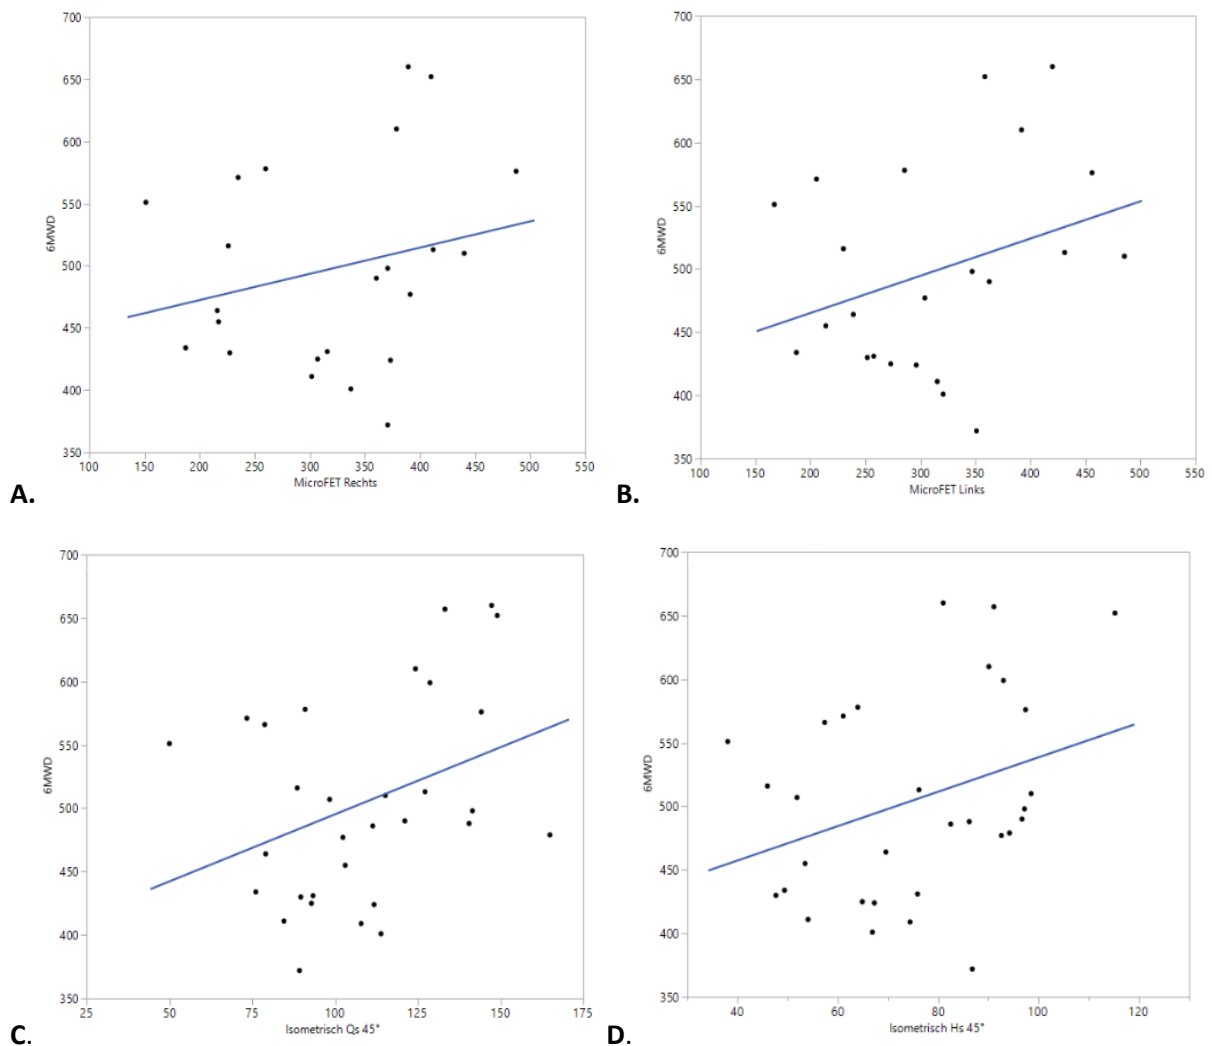 700
650
600
550
500
450
400
350
6MWD
100 150 200 250 300 350 400 450 500 550
MicroFET Rechts
A.
700
650
600
550
500
450
400
350
6MWD
100 150 200 250 300 350 400 450 500 550
MicroFET Links
B.
700
650
600
550
500
450
400
350
6MWD
25 50 75 100 125 150 175
Isometrisch Qs 45°
C.
700
650
600
550
500
450
400
350
6MWD
40 60 80 100 120
Isometrisch Hs 45°
D.